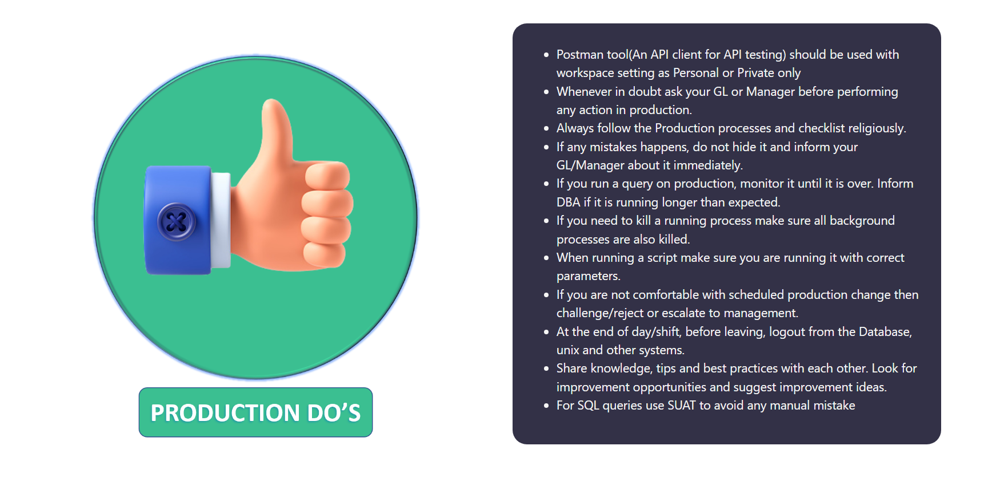 PRODUCTION DO’S
• Postman tool(An API client for API testing) should be used with
workspace setting as Personal or Private only
• Whenever in doubt ask your GL or Manager before performing
any action in production.
• Always follow the Production processes and checklist religiously.
• If any mistakes happens, do not hide it and inform your
GL/Manager about it immediately.
• If you run a query on production, monitor it until it is over. Inform
DBA if it is running longer than expected.
• If you need to kill a running process make sure all background
processes are also killed.
• When running a script make sure you are running it with correct
parameters.
• If you are not comfortable with scheduled production change then
challenge/reject or escalate to management.
• At the end of day/shift, before leaving, logout from the Database,
unix and other systems.
• Share knowledge, tips and best practices with each other. Look for
improvement opportunities and suggest improvement ideas.
• For SQL queries use SUAT to avoid any manual mistake